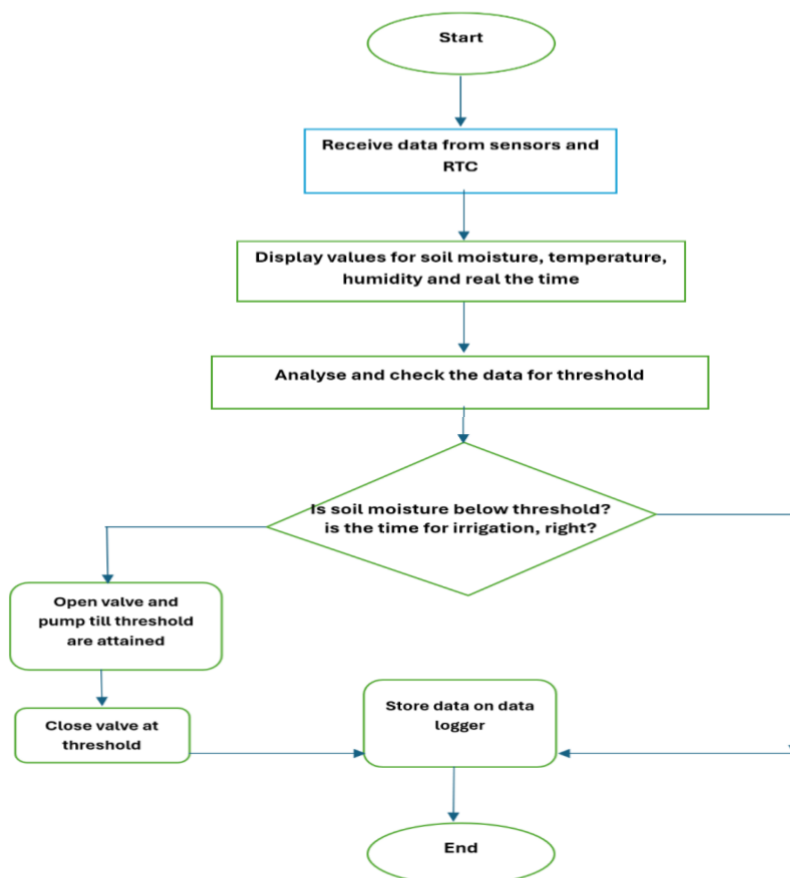 Start
Receive data from sensors and
RTC
Display values for soil moisture, temperature,
humidity and real the time
Analyse and check the data for threshold
Is soil moisture below threshold?
is the time for irrigation, right?
Open valve and
pump till threshold
are attained
Close valve at
threshold
Store data on data
logger
End